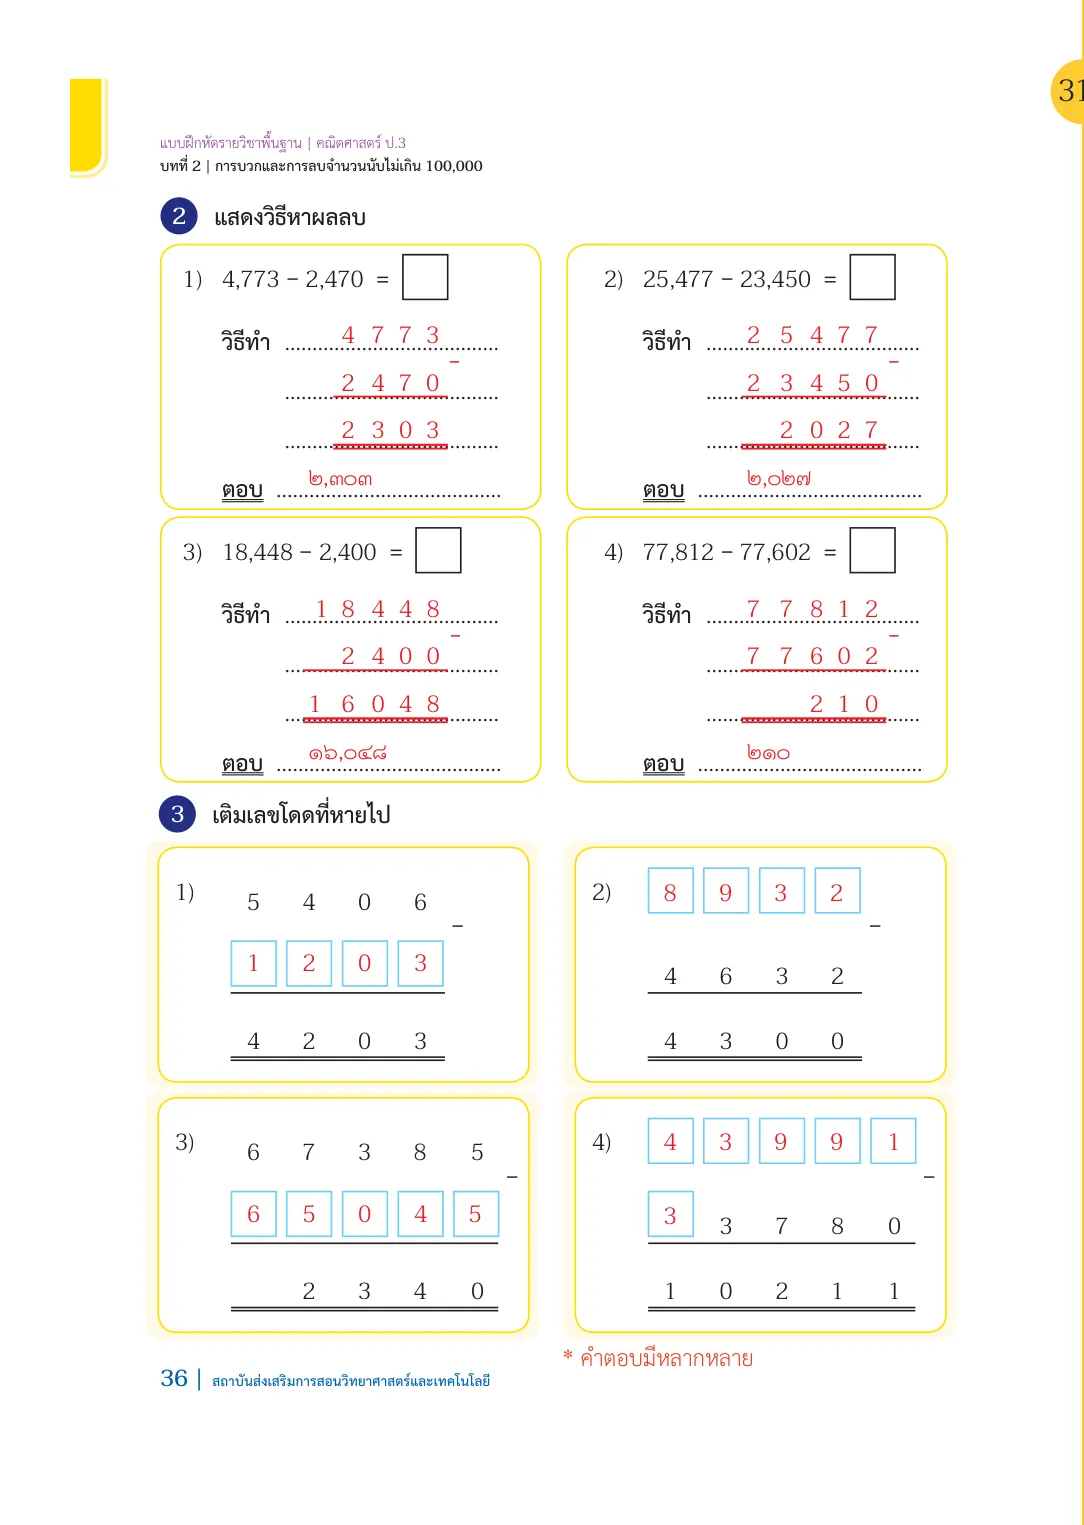 31
แบบฝึกหัดรายวิชาพื้นฐาน | คณิตศาสตร์ ป.3
บทที่ 2 | การบวกและการลบจำนวนนับไม่เกิน 100,000
2 แสดงวิธีหาผลลบ
1) 4,773 – 2,470 =
วิธีทำ 4 7 7 3
–
2 4 7 0
2 3 0 3
ตอบ ๒,๓๐๓
2) 25,477 – 23,450 =
วิธีทำ 2 5 4 7 7
–
2 3 4 5 0
2 0 2 7
ตอบ ๒,๐๒๗
3) 18,448 – 2,400 =
วิธีทำ 1 8 4 4 8
–
2 4 0 0
1 6 0 4 8
ตอบ ๑๖,๐๔๘
4) 77,812 – 77,602 =
วิธีทำ 7 7 8 1 2
–
7 7 6 0 2
2 1 0
ตอบ ๒๑๐
3 เติมเลขโดดที่หายไป
1) 5 4 0 6
–
1 2 0 3
4 2 0 3
2) 8 9 3 2
–
4 6 3 2
4 3 0 0
3) 6 7 3 8 5
–
6 5 0 4 5
2 3 4 0
4) 4 3 9 9 1
–
3 3 7 8 0
1 0 2 1 1
* คำตอบมีหลากหลาย
36 | สถาบันส่งเสริมการสอนวิทยาศาสตร์และเทคโนโลยี